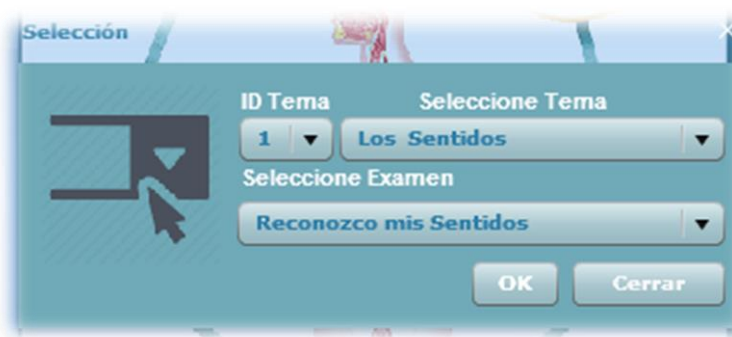 Selección
ID Tema Seleccione Tema
1 Los Sentidos
Seleccione Examen
Reconozco mis Sentidos
OK Cerrar